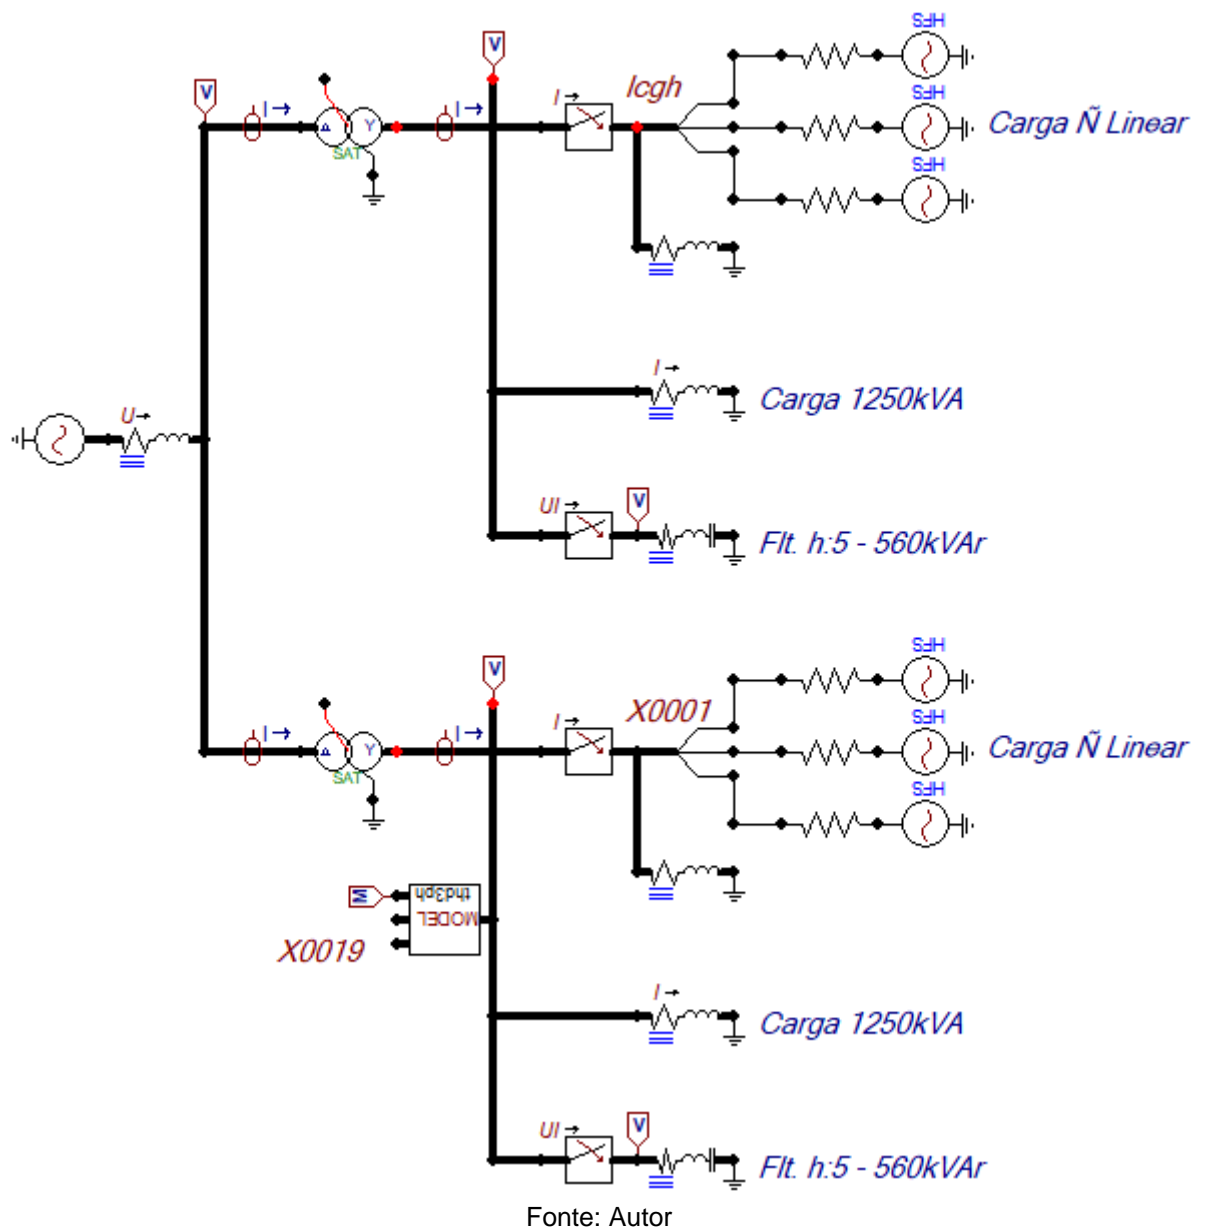 HFS
V
I
Icgh
V
I
I
HFS
Carga Ñ Linear
Y
SAT
HFS
I
Carga 1250kVA
U
UI
V
Flt. h:5 - 560kVAr
HFS
V
X0001
I
I
I
HFS
Carga Ñ Linear
Y
SAT
HFS
M
thd3ph
MODEL
X0019
I
Carga 1250kVA
UI
V
Flt. h:5 - 560kVAr
Fonte: Autor